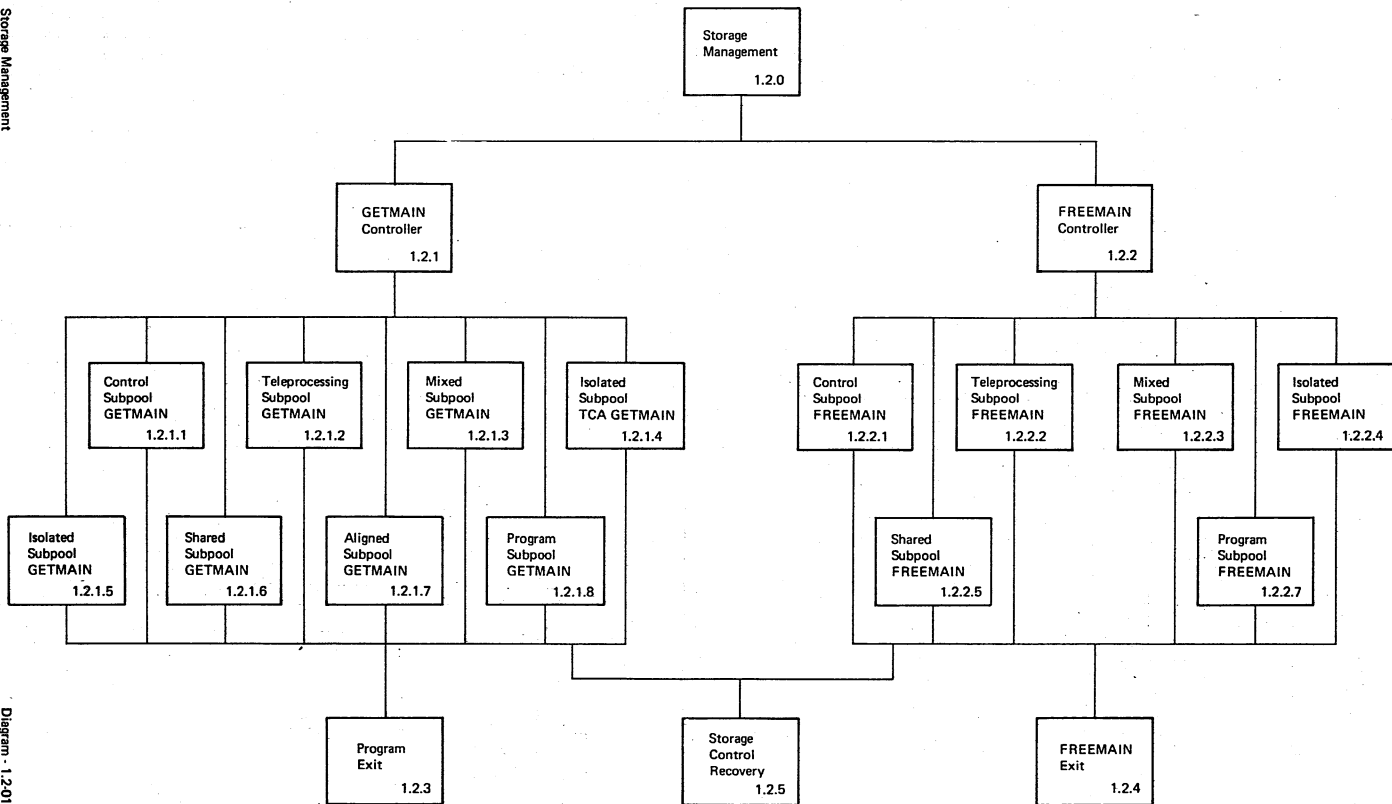 Storage Management
Storage
Management
1.2.0
GETMAIN
Controller
1.2.1
FREEMAIN
Controller
1.2.2
Control
Subpool
GETMAIN
1.2.1.1
Teleprocessing
Subpool
GETMAIN
1.2.1.2
Mixed
Subpool
GETMAIN
1.2.1.3
Isolated
Subpool
TCA GETMAIN
1.2.1.4
Control
Subpool
FREEMAIN
1.2.2.1
Teleprocessing
Subpool
FREEMAIN
1.2.2.2
Mixed
Subpool
FREEMAIN
1.2.2.3
Isolated
Subpool
FREEMAIN
1.2.2.4
Isolated
Subpool
GETMAIN
1.2.1.5
Shared
Subpool
GETMAIN
1.2.1.6
Aligned
Subpool
GETMAIN
1.2.1.7
Program
Subpool
GETMAIN
1.2.1.8
Shared
Subpool
FREEMAIN
1.2.2.5
Program
Subpool
FREEMAIN
1.2.2.7
Program
Exit
1.2.3
Storage
Control
Recovery
1.2.5
FREEMAIN
Exit
1.2.4
Diagram - 1.2-01